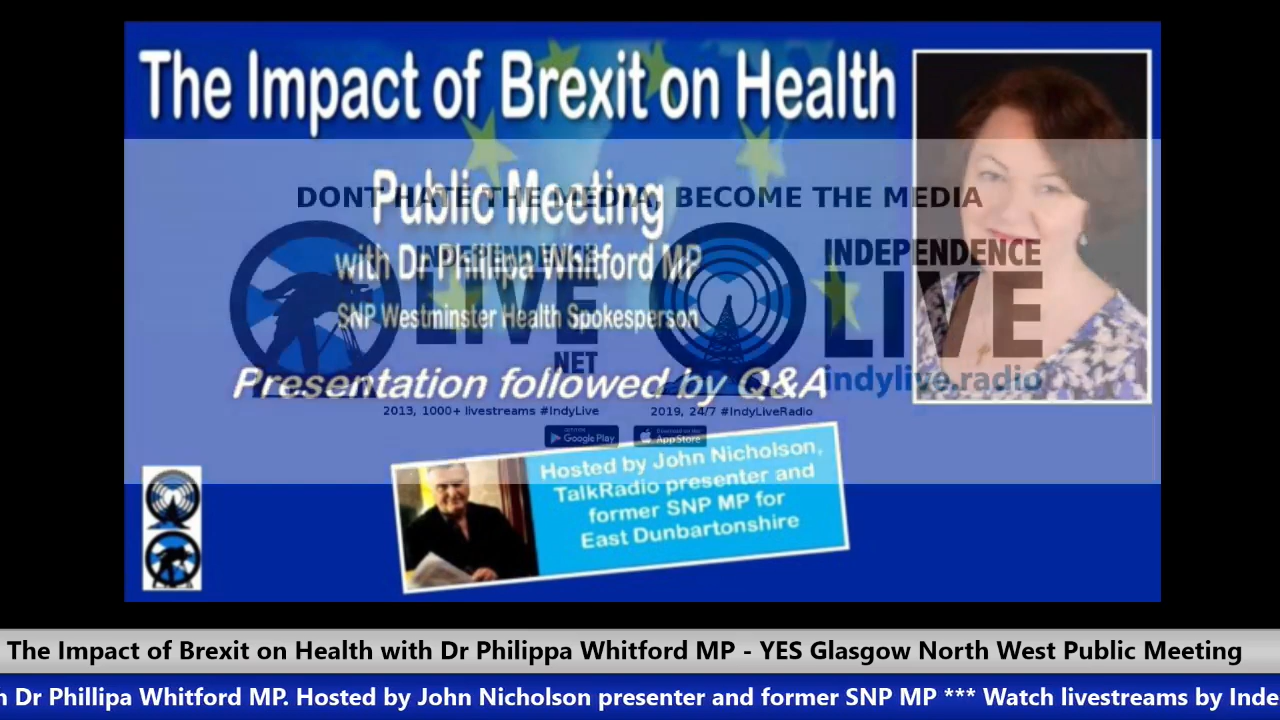 The Impact of Brexit on Health
Public Meeting
DONT HATE THE MEDIA, BECOME THE MEDIA
with Dr Phillipa Whitford MP
SNP Westminster Health Spokesperson
INDEPENDENCE
LIVE
NET
INDEPENDENCE
LIVE
indylive.radio
Presentation followed by Q&A
2013, 1000+ livestreams #IndyLive
2019, 24/7 #IndyLiveRadio
Google Play
App Store
Hosted by John Nicholson,
TalkRadio presenter and
former SNP MP for
East Dunbartonshire
The Impact of Brexit on Health with Dr Philippa Whitford MP - YES Glasgow North West Public Meeting
Dr Phillipa Whitford MP. Hosted by John Nicholson presenter and former SNP MP *** Watch livestreams by Inde